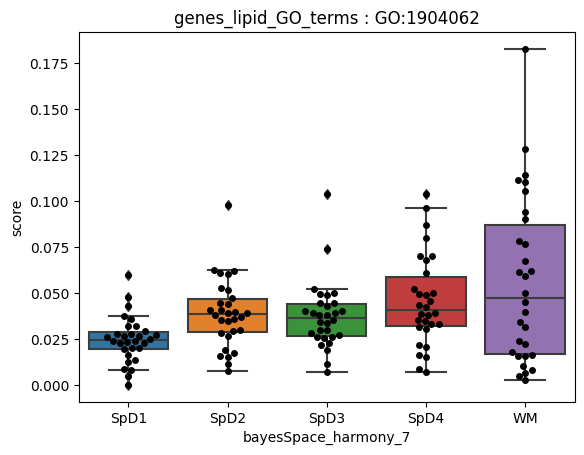 genes_lipid_GO_terms : GO:1904062
0.175
0.150
0.125
0.100
0.075
0.050
0.025
0.000
score
SpD1 SpD2 SpD3 SpD4 WM
bayesSpace_harmony_7